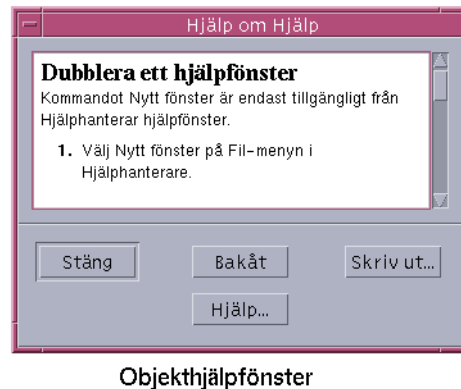 Hjälp om Hjälp
Dubblera ett hjälpfönster
Kommandot Nytt fönster är endast tillgängligt från
Hjälphanterar hjälpfönster.
1. Välj Nytt fönster på Fil-menyn i
Hjälphanterare.
Stäng
Bakåt
Skriv ut...
Hjälp...
Objekthjälpfönster